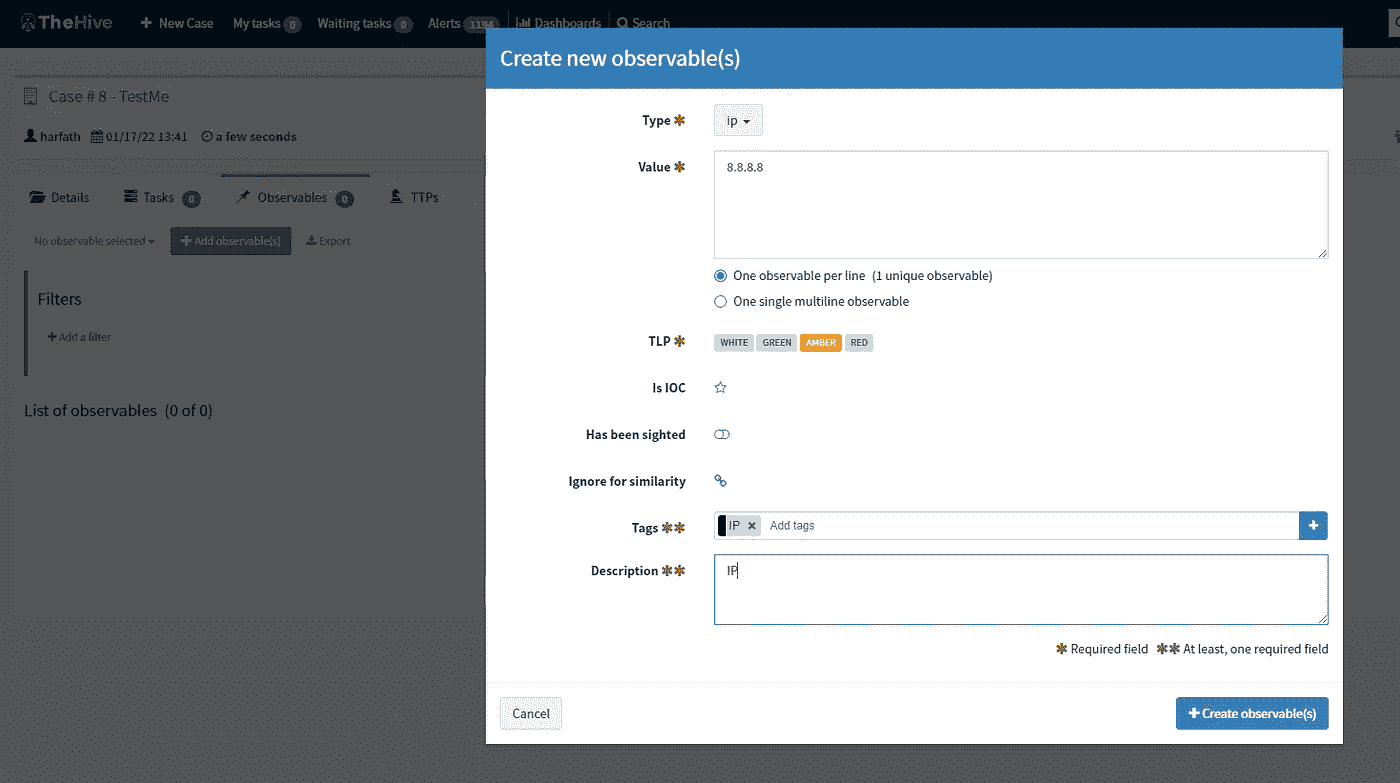 TheHive + New Case My tasks 0 Waiting tasks 0 Alerts 1194 Dashboards Search
Create new observable(s)
Case # 8 - TestMe
harfath 01/17/22 13:41 a few seconds
Details Tasks 0 Observables 0 TTPs
No observable selected + Add observable(s) Export
Filters
+ Add a filter
List of observables (0 of 0)
Type * ip
Value * 8.8.8.8
One observable per line (1 unique observable)
One single multiline observable
TLP * WHITE GREEN AMBER RED
Is IOC
Has been sighted
Ignore for similarity
Tags ** IP × Add tags +
Description ** IP
* Required field ** At least, one required field
Cancel + Create observable(s)